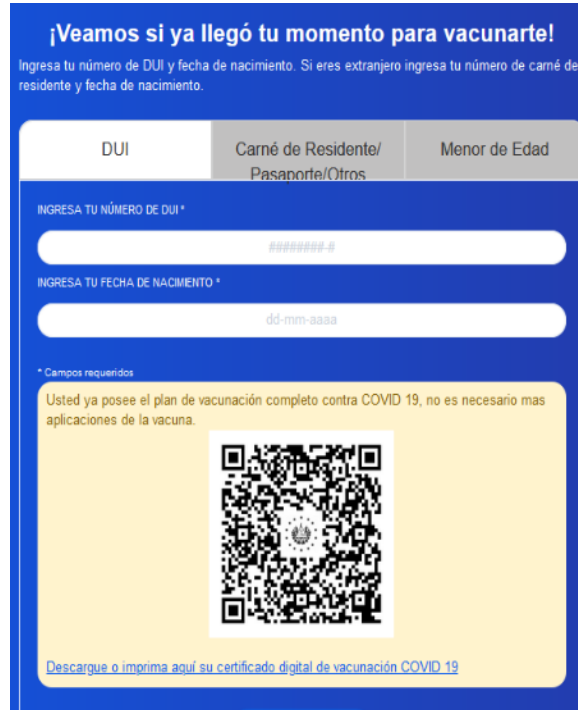 ¡Veamos si ya llegó tu momento para vacunarte!
Ingresa tu número de DUI y fecha de nacimiento. Si eres extranjero ingresa tu número de carné de
residente y fecha de nacimiento.
DUI
Carné de Residente/
Pasaporte/Otros
Menor de Edad
INGRESA TU NÚMERO DE DUI *
########-#
INGRESA TU FECHA DE NACIMIENTO *
dd-mm-aaaa
* Campos requeridos
Usted ya posee el plan de vacunación completo contra COVID 19, no es necesario mas
aplicaciones de la vacuna.
Descargue o imprima aquí su certificado digital de vacunación COVID 19